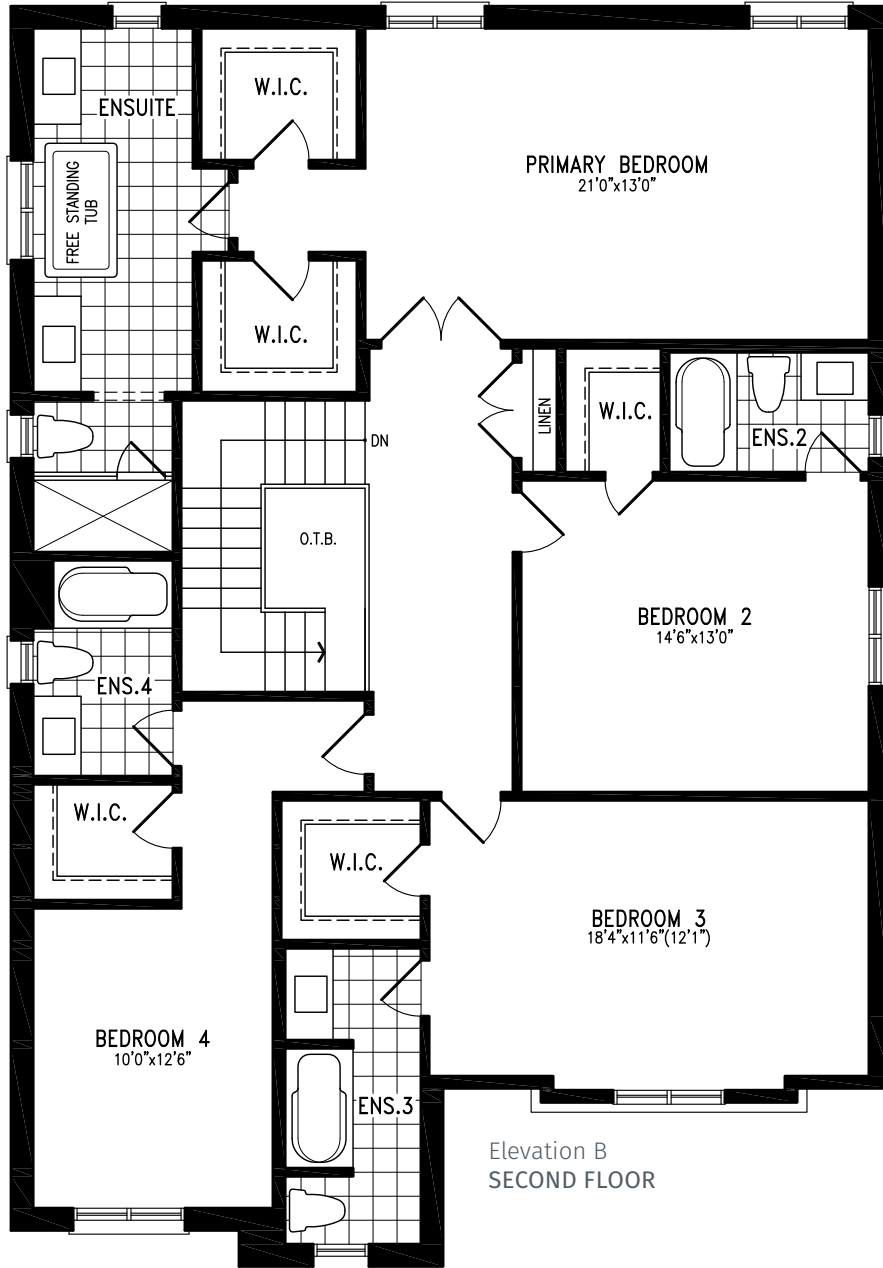 ENSUITE
W.I.C.
FREE STANDING
TUB
PRIMARY BEDROOM
21'0"x13'0"
W.I.C.
LINEN
W.I.C.
ENS.2
DN
O.T.B.
BEDROOM 2
14'6"x13'0"
ENS.4
W.I.C.
W.I.C.
BEDROOM 3
18'4"x11'6"(12'1")
BEDROOM 4
10'0"x12'6"
ENS.3
Elevation B
SECOND FLOOR